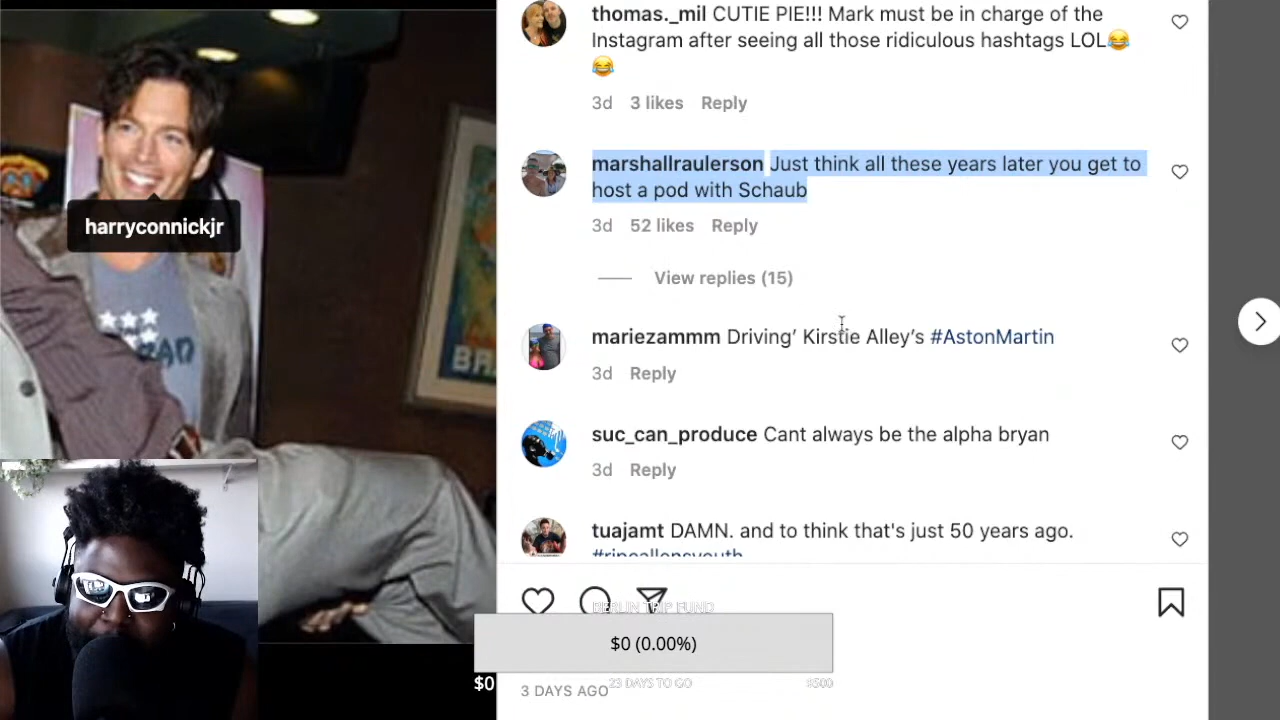 thomas._mil CUTIE PIE!!! Mark must be in charge of the
Instagram after seeing all those ridiculous hashtags LOL😂
😂
3d 3 likes Reply
marshallraulerson Just think all these years later you get to
host a pod with Schaub
3d 52 likes Reply
View replies (15)
harryconnickjr
mariezammm Driving’ Kirstie Alley’s #AstonMartin
3d Reply
suc_can_produce Cant always be the alpha bryan
3d Reply
tuajamt DAMN. and to think that's just 50 years ago.
BERLIN TRIP FUND
$0 (0.00%)
$0
3 DAYS AGO
23 DAYS TO GO
$500